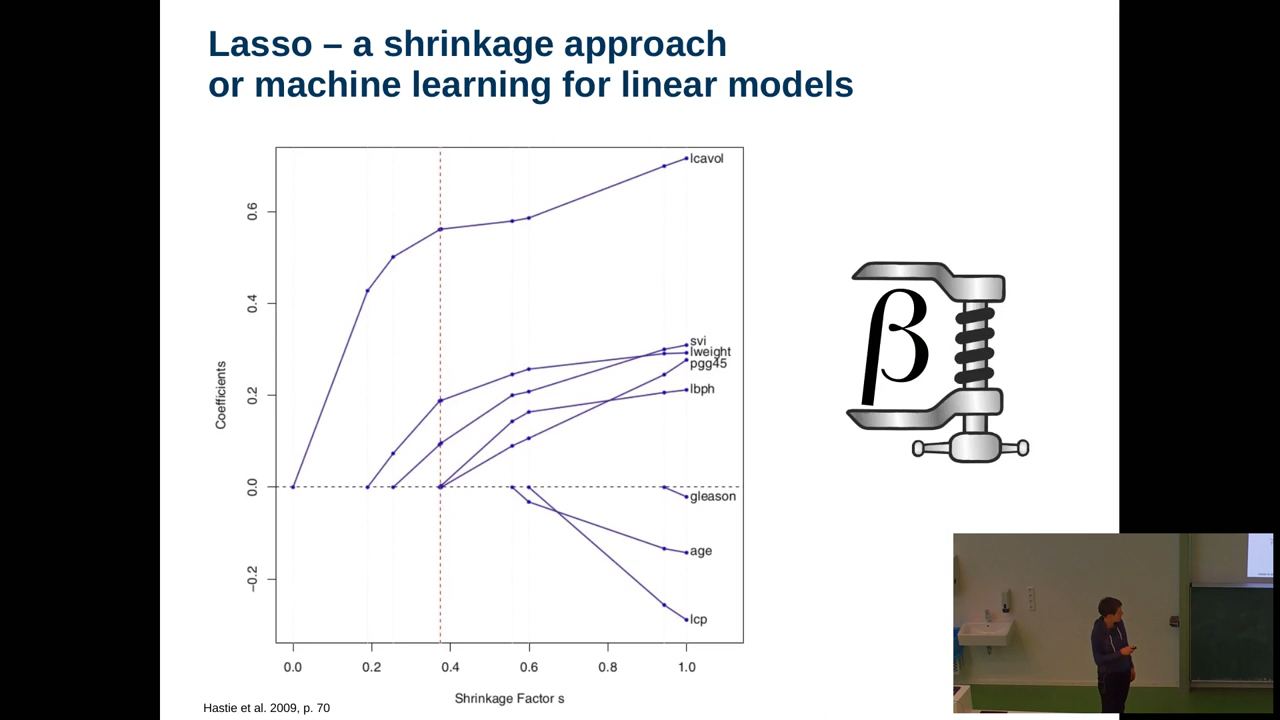 Lasso – a shrinkage approach
or machine learning for linear models
lcavol
0.6
0.4
svi
lweight
pgg45
lbph
0.2
Coefficients
0.0
gleason
age
−0.2
lcp
0.0 0.2 0.4 0.6 0.8 1.0
Shrinkage Factor s
Hastie et al. 2009, p. 70
β